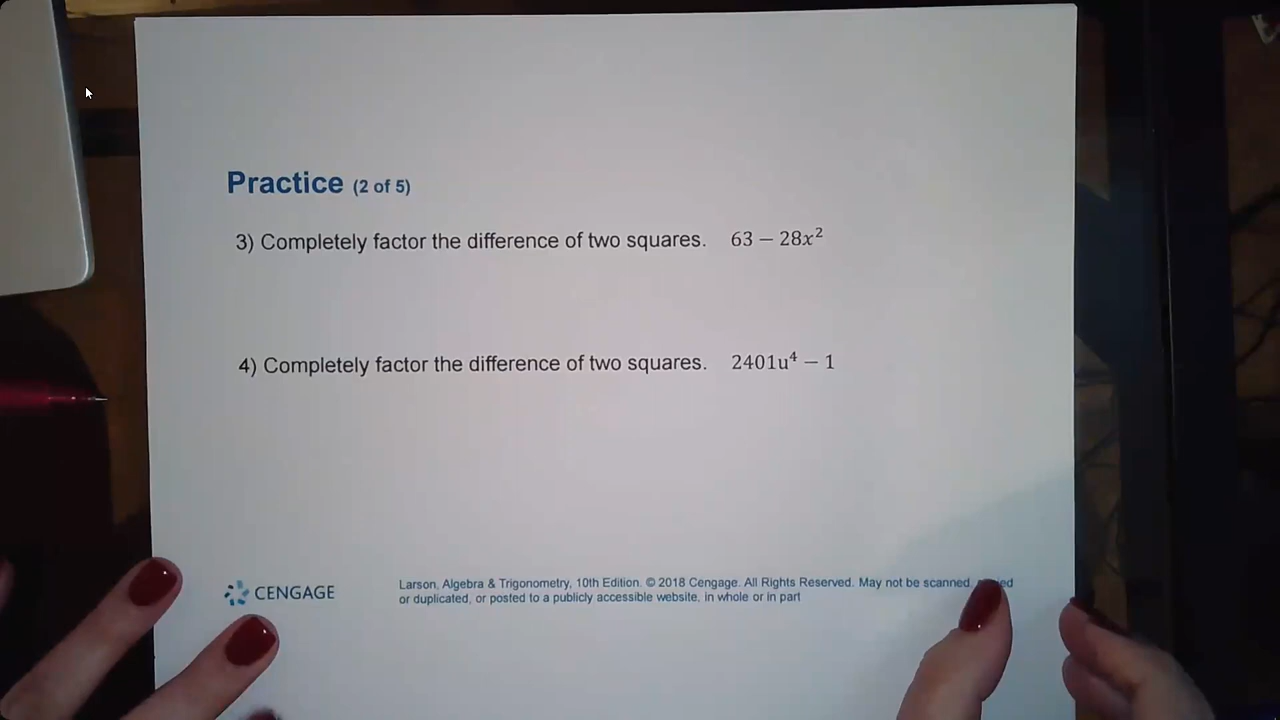 Practice (2 of 5)
3) Completely factor the difference of two squares. 63 − 28x²
4) Completely factor the difference of two squares. 2401u⁴ − 1
CENGAGE
Larson, Algebra & Trigonometry, 10th Edition. © 2018 Cengage. All Rights Reserved. May not be scanned,
or duplicated, or posted to a publicly accessible website, in whole or in part